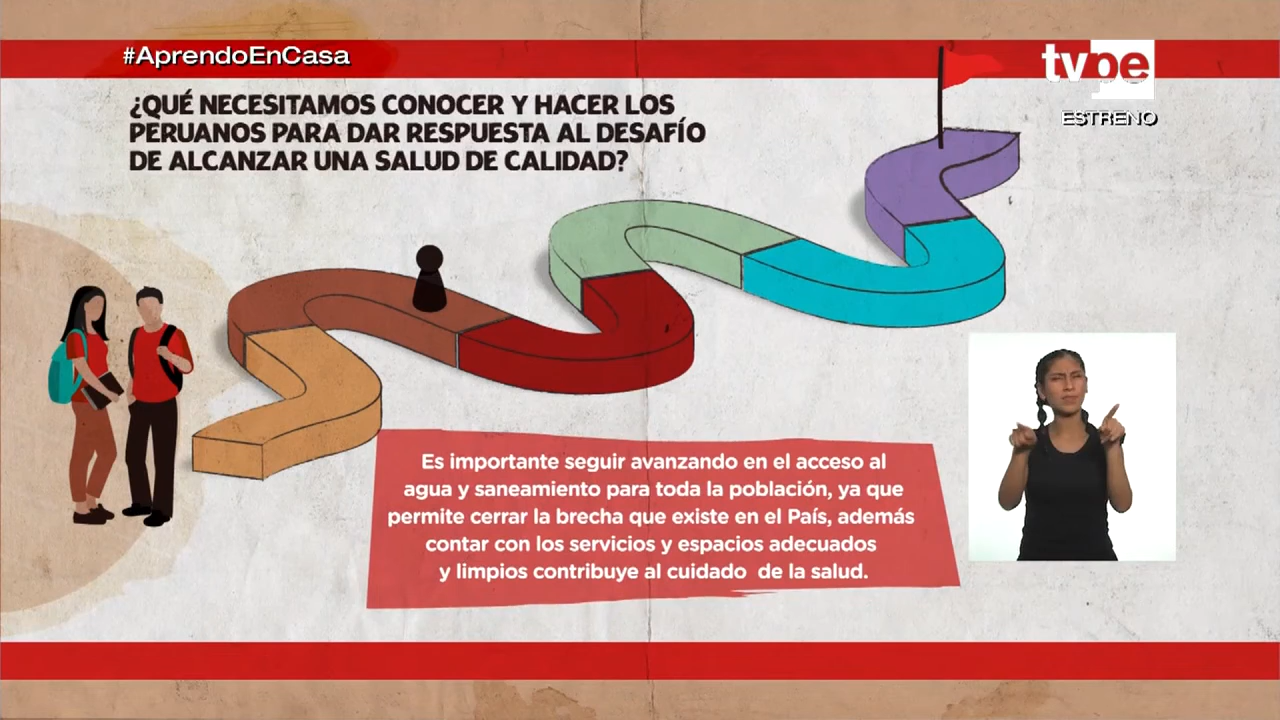 #AprendoEnCasa
tvpe
ESTRENO
¿QUÉ NECESITAMOS CONOCER Y HACER LOS
PERUANOS PARA DAR RESPUESTA AL DESAFÍO
DE ALCANZAR UNA SALUD DE CALIDAD?
Es importante seguir avanzando en el acceso al
agua y saneamiento para toda la población, ya que
permite cerrar la brecha que existe en el País, además
contar con los servicios y espacios adecuados
y limpios contribuye al cuidado de la salud.